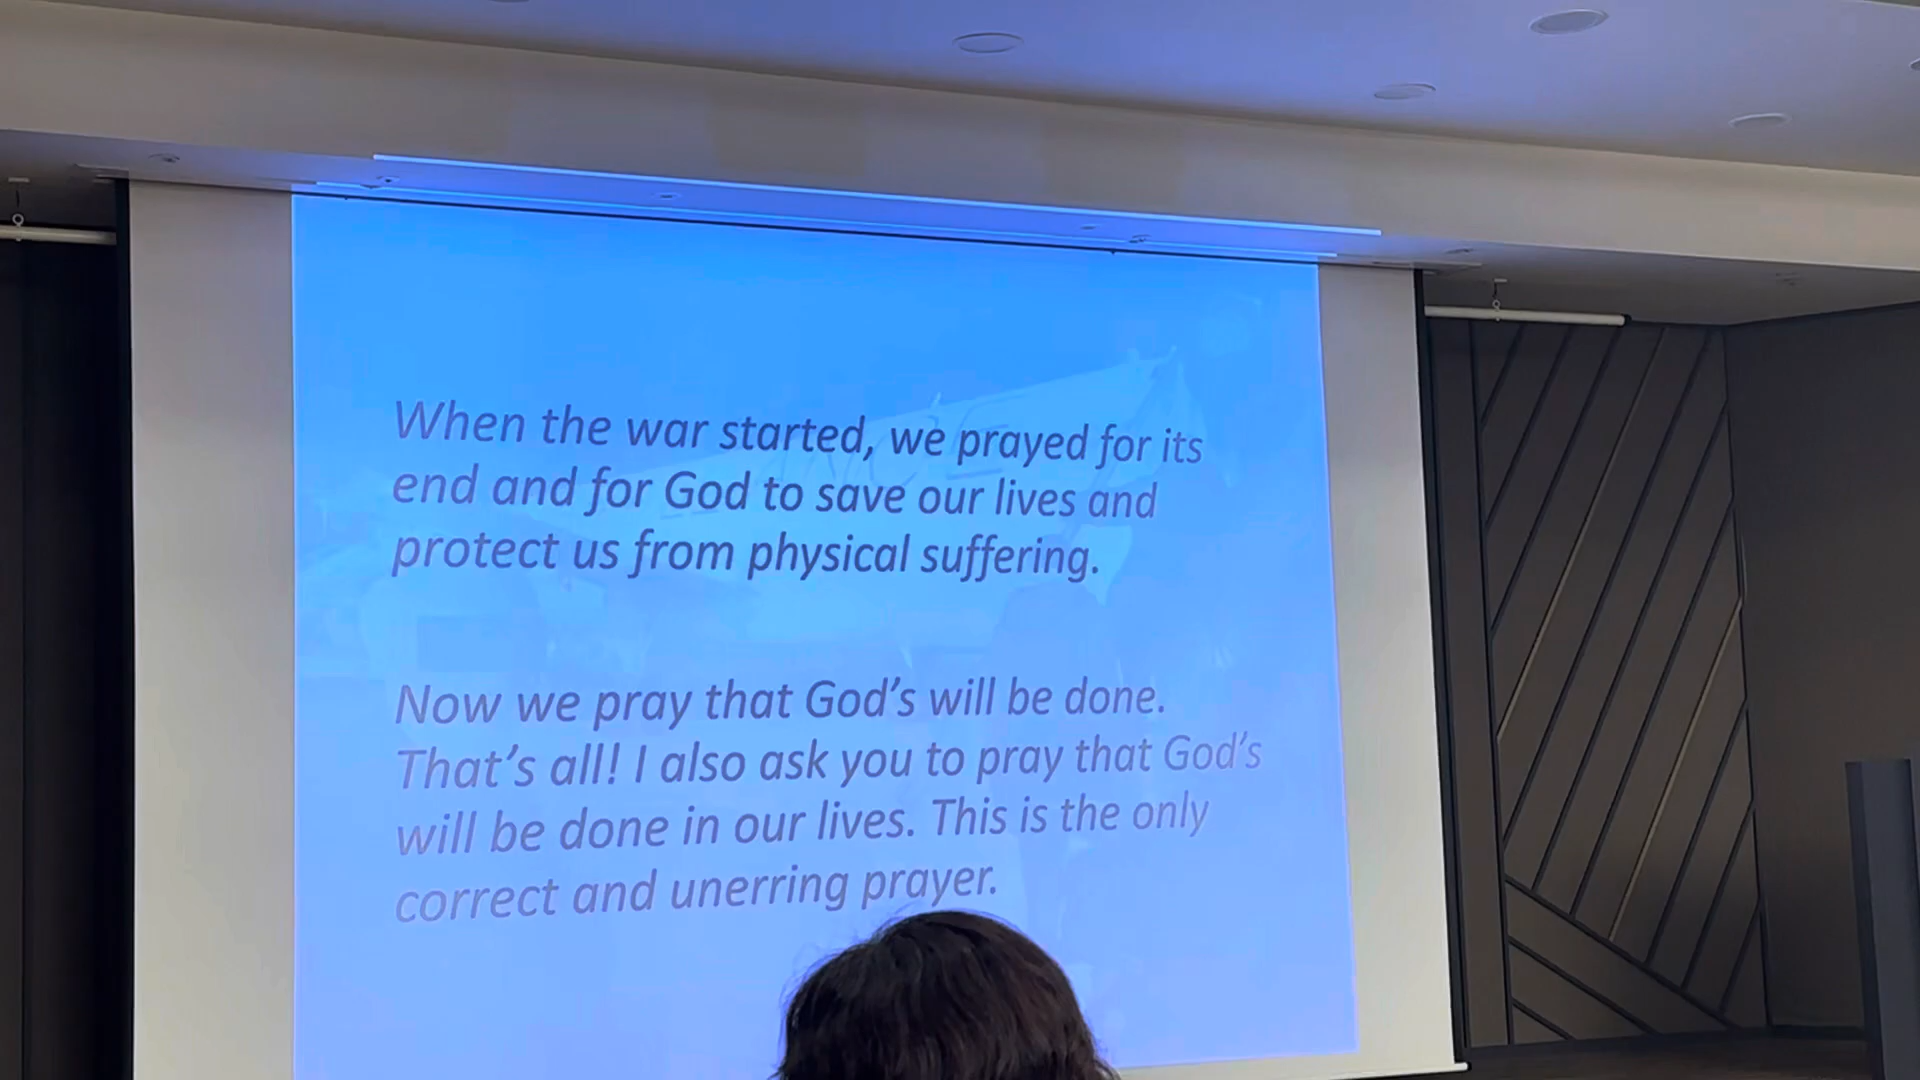 When the war started, we prayed for its
end and for God to save our lives and
protect us from physical suffering.
Now we pray that God's will be done.
That's all! I also ask you to pray that God's
will be done in our lives. This is the only
correct and unerring prayer.